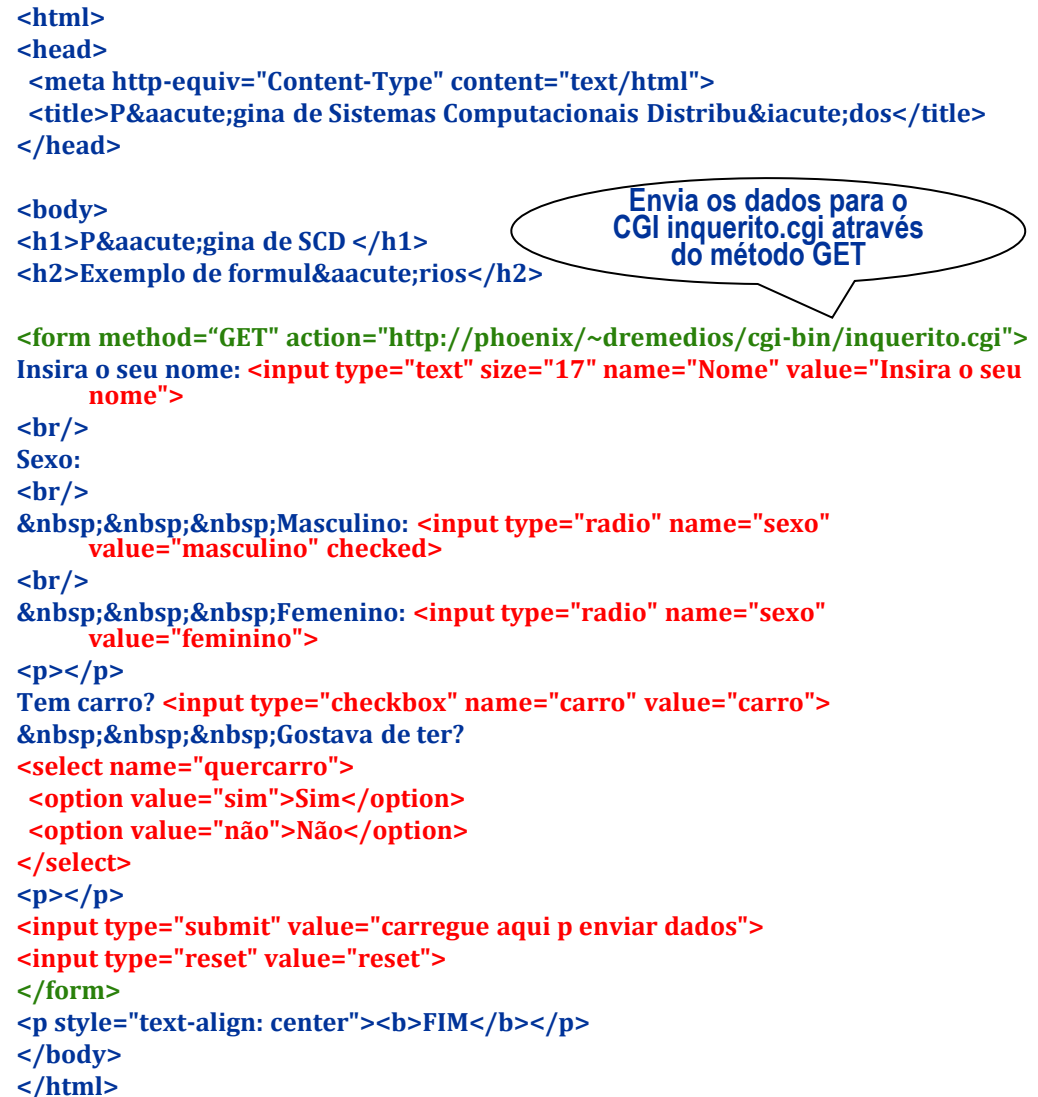 <html>
<head>
<meta http-equiv="Content-Type" content="text/html">
<title>P&aacute;gina de Sistemas Computacionais Distribu&iacute;dos</title>
</head>
<body>
<h1>P&aacute;gina de SCD </h1>
<h2>Exemplo de formul&aacute;rios</h2>
Envia os dados para o
CGI inquerito.cgi através
do método GET
<form method=“GET" action="http://phoenix/~dremedios/cgi-bin/inquerito.cgi">
Insira o seu nome: <input type="text" size="17" name="Nome" value="Insira o seu
nome">
<br/>
Sexo:
<br/>
&nbsp;&nbsp;&nbsp;Masculino: <input type="radio" name="sexo"
value="masculino" checked>
<br/>
&nbsp;&nbsp;&nbsp;Femenino: <input type="radio" name="sexo"
value="feminino">
<p></p>
Tem carro? <input type="checkbox" name="carro" value="carro">
&nbsp;&nbsp;&nbsp;Gostava de ter?
<select name="quercarro">
<option value="sim">Sim</option>
<option value="não">Não</option>
</select>
<p></p>
<input type="submit" value="carregue aqui p enviar dados">
<input type="reset" value="reset">
</form>
<p style="text-align: center"><b>FIM</b></p>
</body>
</html>